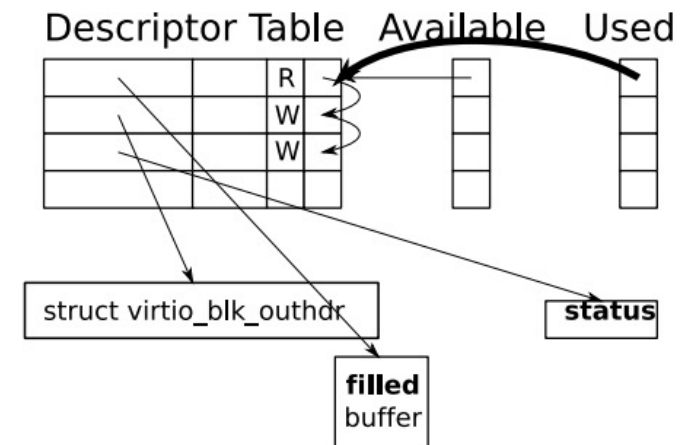 Descriptor Table Available Used
R
W
W
struct virtio_blk_outhdr
status
filled
buffer